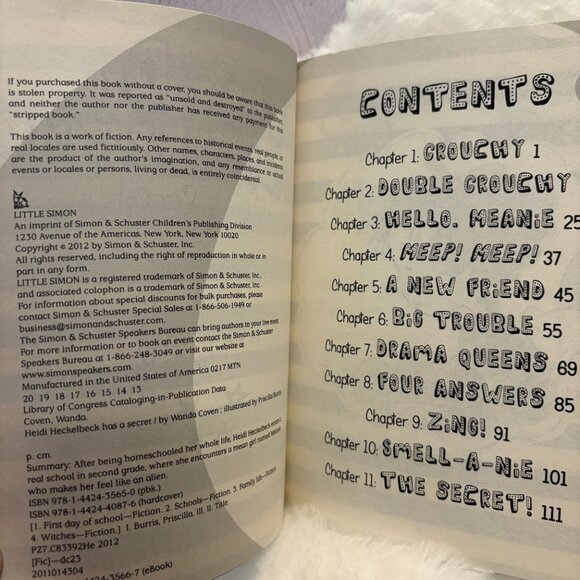 If you purchased this book without a cover, you should be aware that this book
is stolen property. It was reported as "unsold and destroyed" to the publisher,
and neither the author nor the publisher has received any payment for this
"stripped book."
This book is a work of fiction. Any references to historical events, real people, or
real locales are used fictitiously. Other names, characters, places, and incidents
are the product of the author's imagination, and any resemblance to actual
events or locales or persons, living or dead, is entirely coincidental.
LITTLE SIMON
An imprint of Simon & Schuster Children's Publishing Division
1230 Avenue of the Americas, New York, New York 10020
Copyright © 2012 by Simon & Schuster, Inc.
All rights reserved, including the right of reproduction in whole or
in part in any form.
LITTLE SIMON is a registered trademark of Simon & Schuster, Inc.
and associated colophon is a trademark of Simon & Schuster, Inc.
For information about special discounts for bulk purchases, please
contact Simon & Schuster Special Sales at 1-866-506-1949 or
business@simonandschuster.com.
The Simon & Schuster Speakers Bureau can bring authors to your live event.
For more information or to book an event contact the Simon & Schuster
Speakers Bureau at 1-866-248-3049 or visit our website at
www.simonspeakers.com.
Manufactured in the United States of America 0217 MTN
20 19 18 17 16 15 14 13
Library of Congress Cataloging-in-Publication Data
Coven, Wanda.
Heidi Heckelbeck has a secret / by Wanda Coven ; illustrated by Priscilla Burris.
p. cm.
Summary: After being homeschooled her whole life, Heidi Heckelbeck enters
real school in second grade, where she encounters a mean girl named Melanie
who makes her feel like an alien.
ISBN 978-1-4424-3565-0 (pbk.)
ISBN 978-1-4424-4087-6 (hardcover)
[1. First day of school—Fiction. 2. Schools—Fiction. 3. Family life—Fiction.
4. Witches—Fiction.] I. Burris, Priscilla, ill. II. Title.
PZ7.C83392He 2012
[Fic]—dc23
2011014304
3566-7 (eBook)
CONTENTS
Chapter 1: GROUCHY 1
Chapter 2: DOUBLE GROUCHY
Chapter 3: HELLO, MEANiE 25
Chapter 4: MEEP! MEEP! 37
Chapter 5: A NEW FRiEND 45
Chapter 6: BiG TROUBLE 55
Chapter 7: DRAMA QUEENS 69
Chapter 8: FOUR ANSWERS 85
Chapter 9: ZiNG! 91
Chapter 10: SMELL-A-NiE 101
Chapter 11: THE SECRET! 111